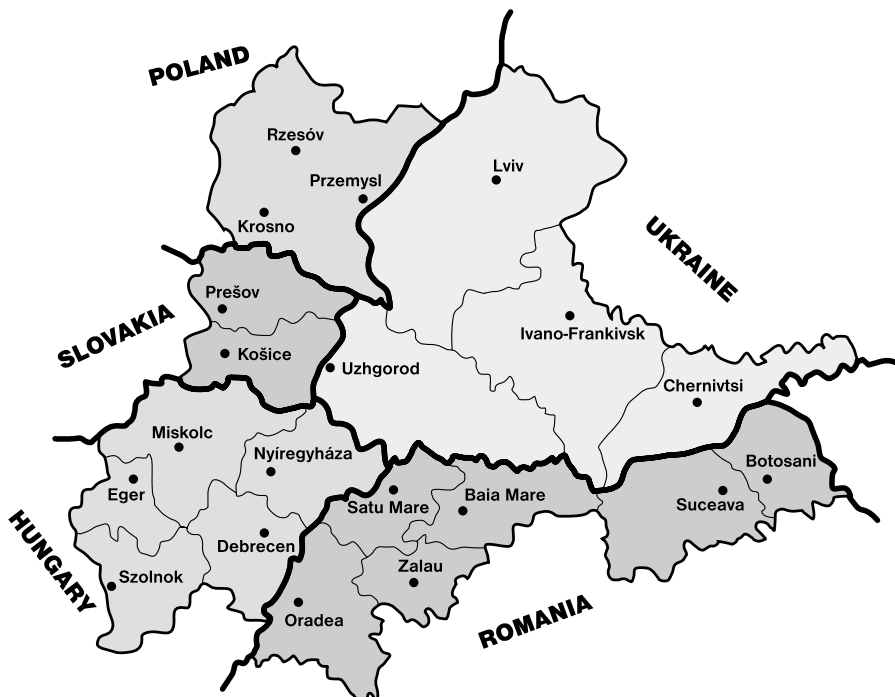 POLAND
Rzesóv
Przemysl
Krosno
Lviv
UKRAINE
Prešov
SLOVAKIA
Košice
Ivano-Frankivsk
Uzhgorod
Chernivtsi
Miskolc
Nyíregyháza
Eger
Botosani
Satu Mare
Baia Mare
Suceava
HUNGARY
Debrecen
Szolnok
Zalau
Oradea
ROMANIA